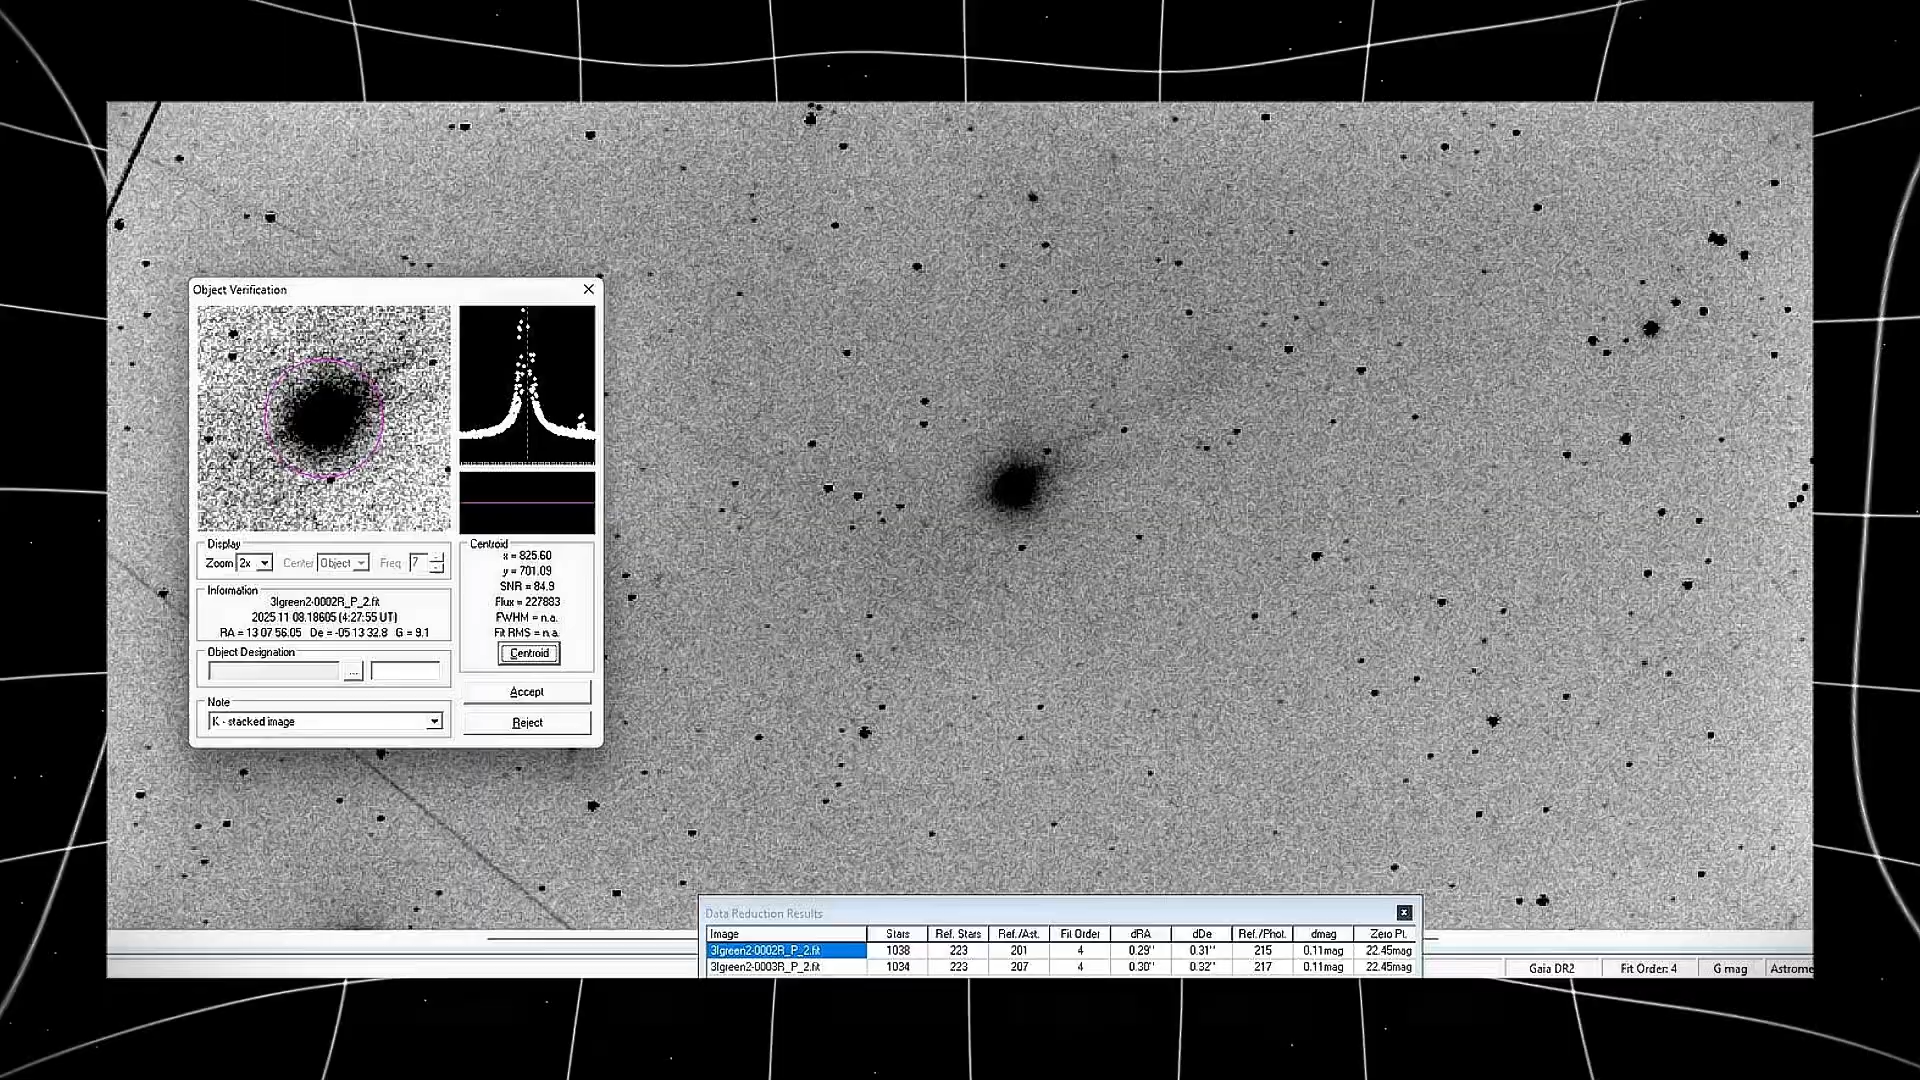 Object Verification
Display
Zoom 2x Center Object Freq 7
Information
3Igreen2-0002R_P_2.fit
2025 11 08.18605 (4:27:55 UT)
RA = 13 07 56.05 De = -05 13 32.8 G = 9.1
Object Designation
...
Note
K - stacked image
Centroid
x = 825.60
y = 701.09
SNR = 84.9
Flux = 227883
FWHM = n.a.
Fit RMS = n.a.
Centroid
Accept
Reject
Data Reduction Results
Image Stars Ref. Stars Ref./Ast. Fit Order dRA dDe Ref./Phot. dmag Zero Pt.
3Igreen2-0002R_P_2.fit 1038 223 201 4 0.29'' 0.31'' 215 0.11mag 22.45mag
3Igreen2-0003R_P_2.fit 1034 223 207 4 0.30'' 0.32'' 217 0.11mag 22.45mag
Gaia DR2 Fit Order: 4 G mag Astrome